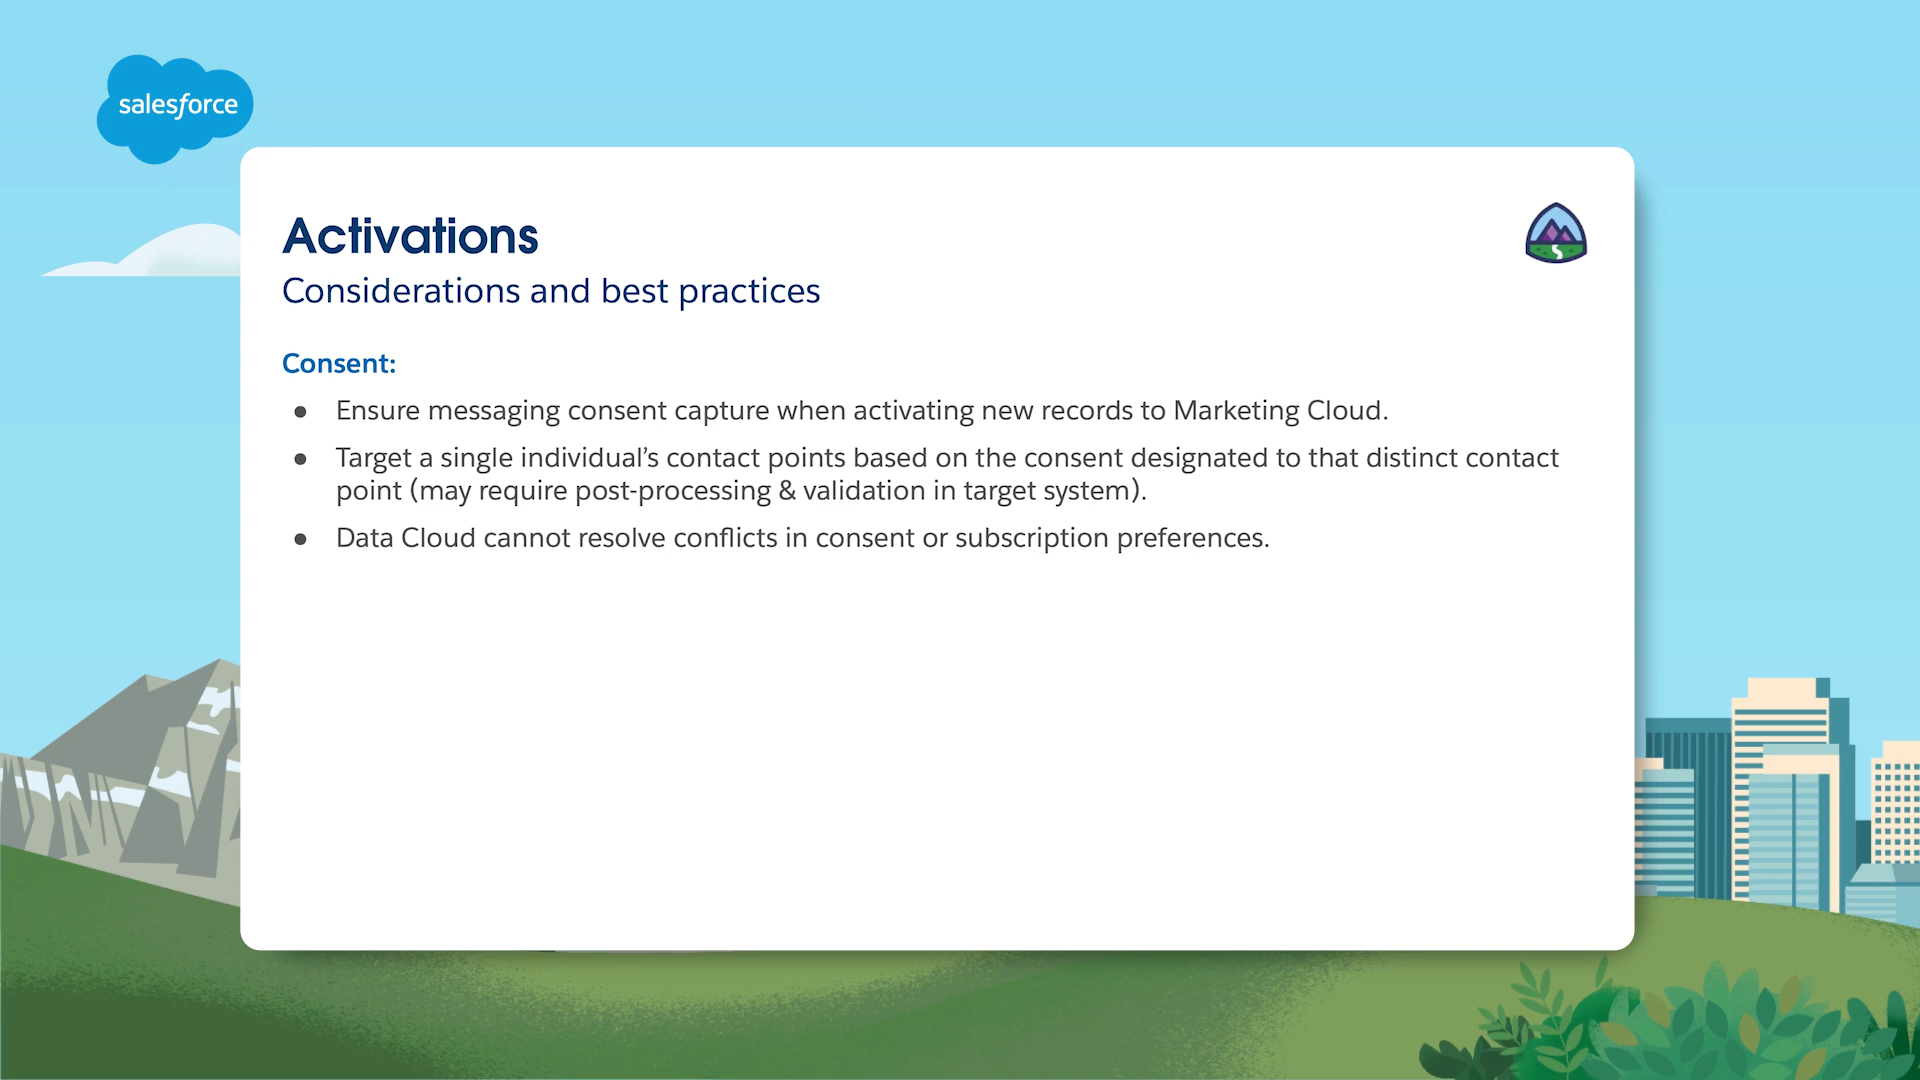 salesforce
Activations
Considerations and best practices
Consent:
● Ensure messaging consent capture when activating new records to Marketing Cloud.
● Target a single individual’s contact points based on the consent designated to that distinct contact
point (may require post-processing & validation in target system).
● Data Cloud cannot resolve conflicts in consent or subscription preferences.